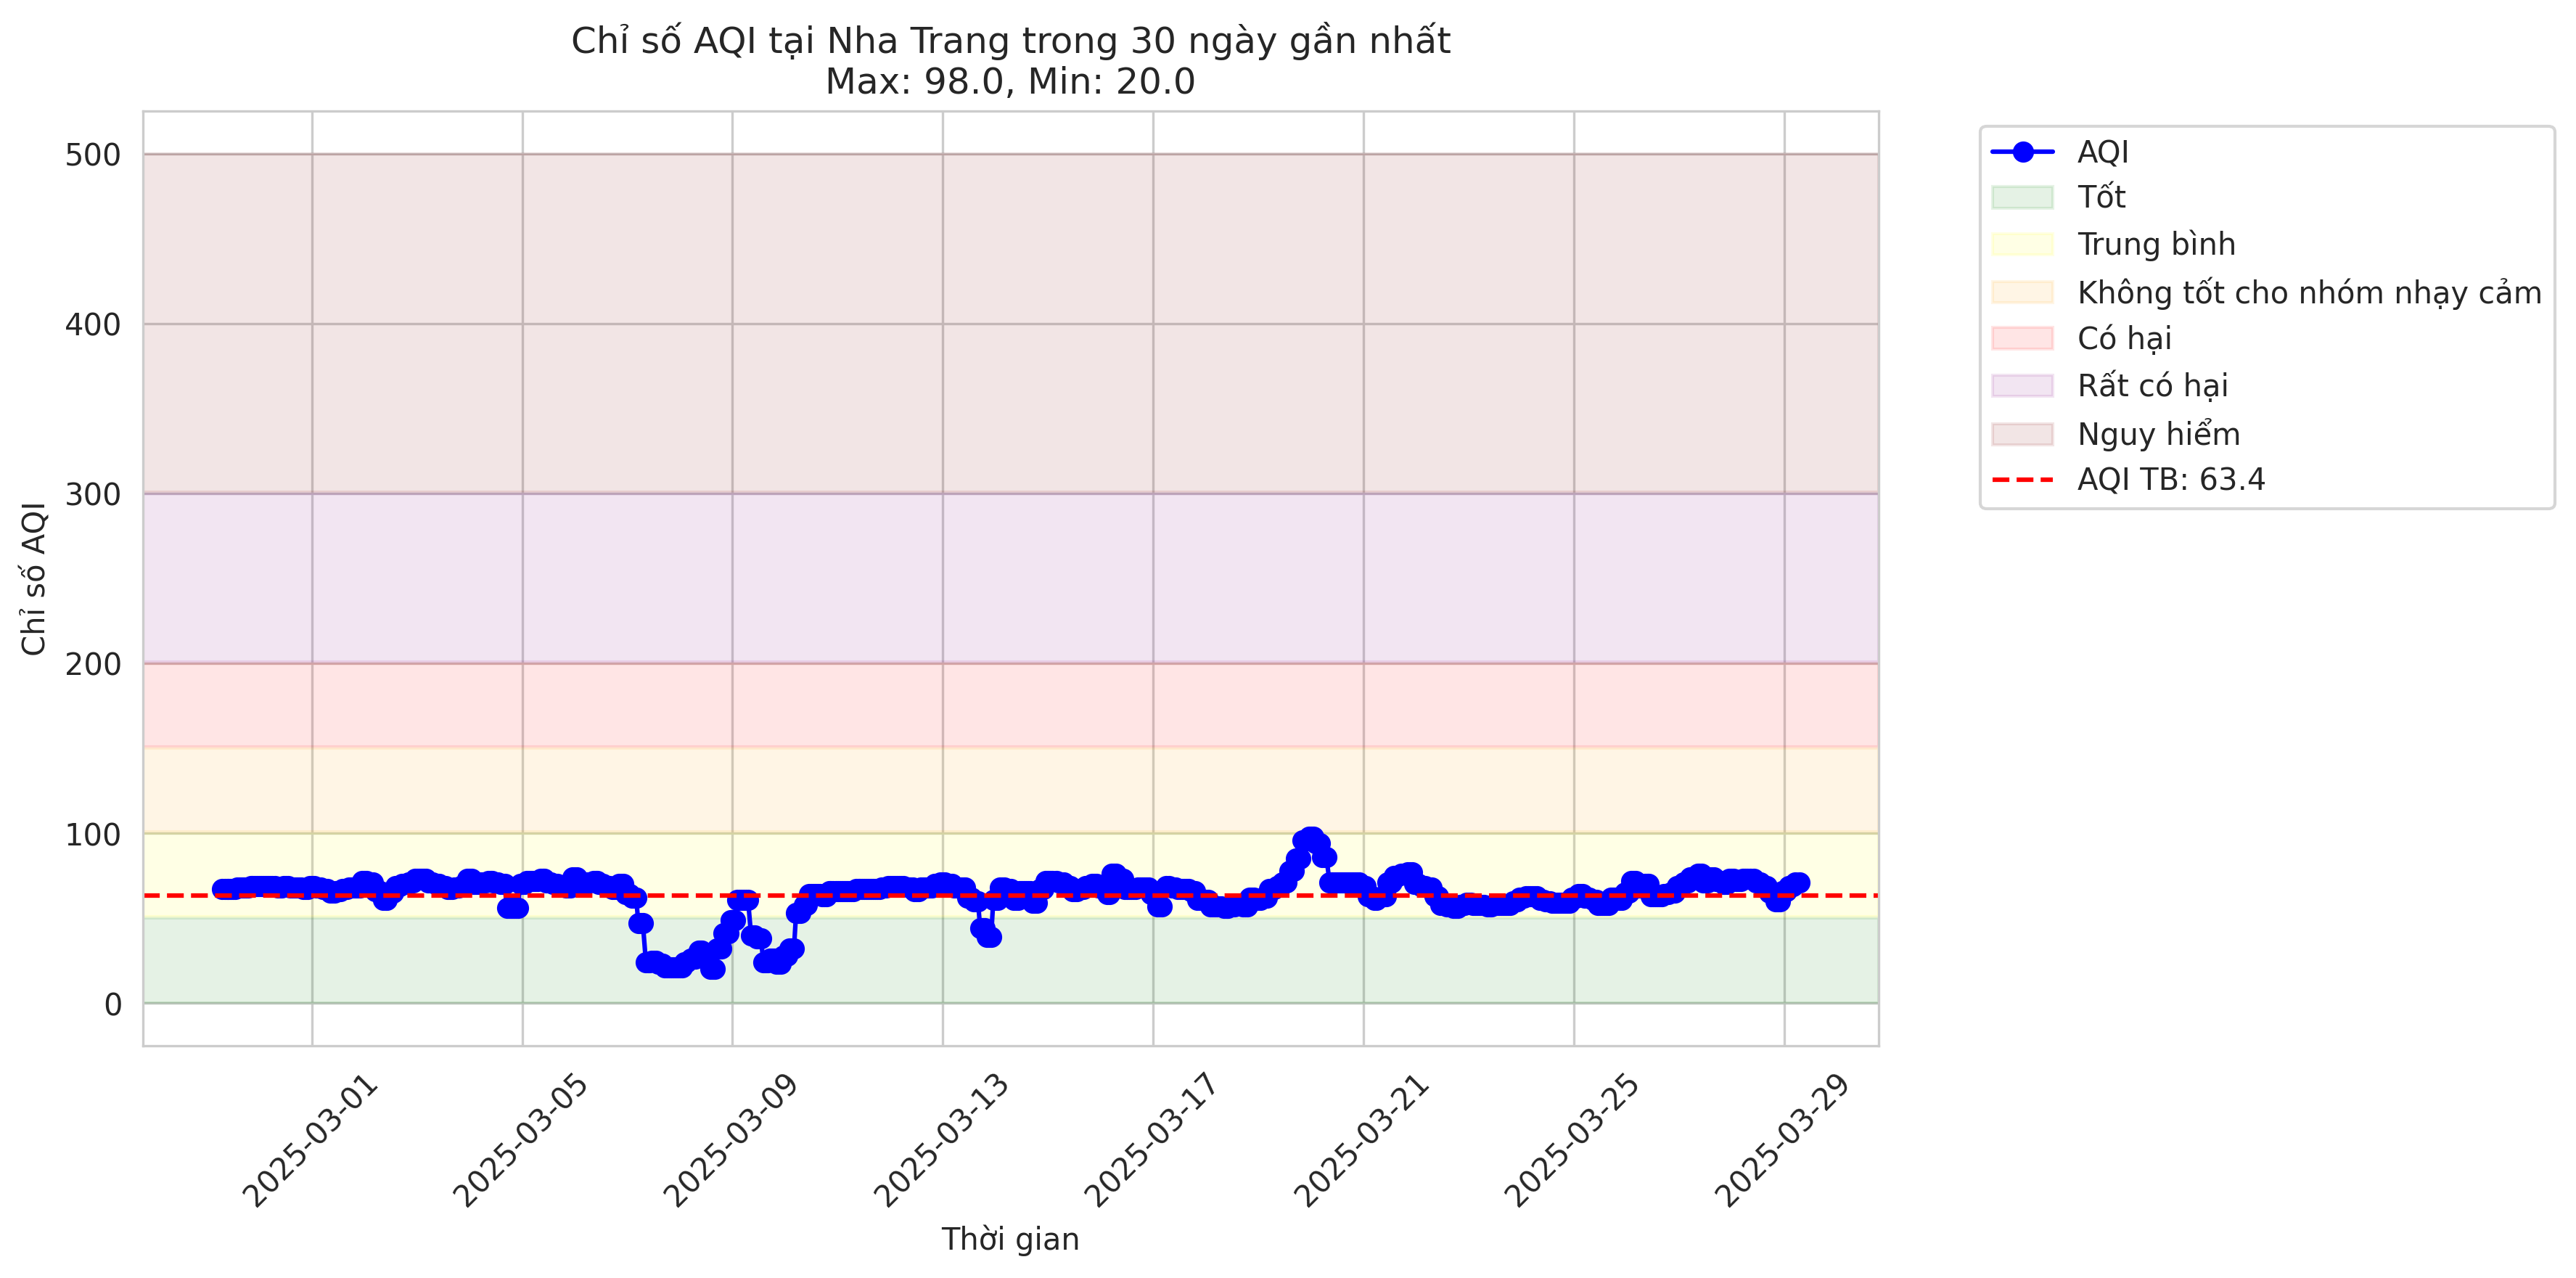 Chỉ số AQI tại Nha Trang trong 30 ngày gần nhất
Max: 98.0, Min: 20.0
Chỉ số AQI
500
400
300
200
100
0
2025-03-01
2025-03-05
2025-03-09
2025-03-13
2025-03-17
2025-03-21
2025-03-25
2025-03-29
Thời gian
AQI
Tốt
Trung bình
Không tốt cho nhóm nhạy cảm
Có hại
Rất có hại
Nguy hiểm
AQI TB: 63.4